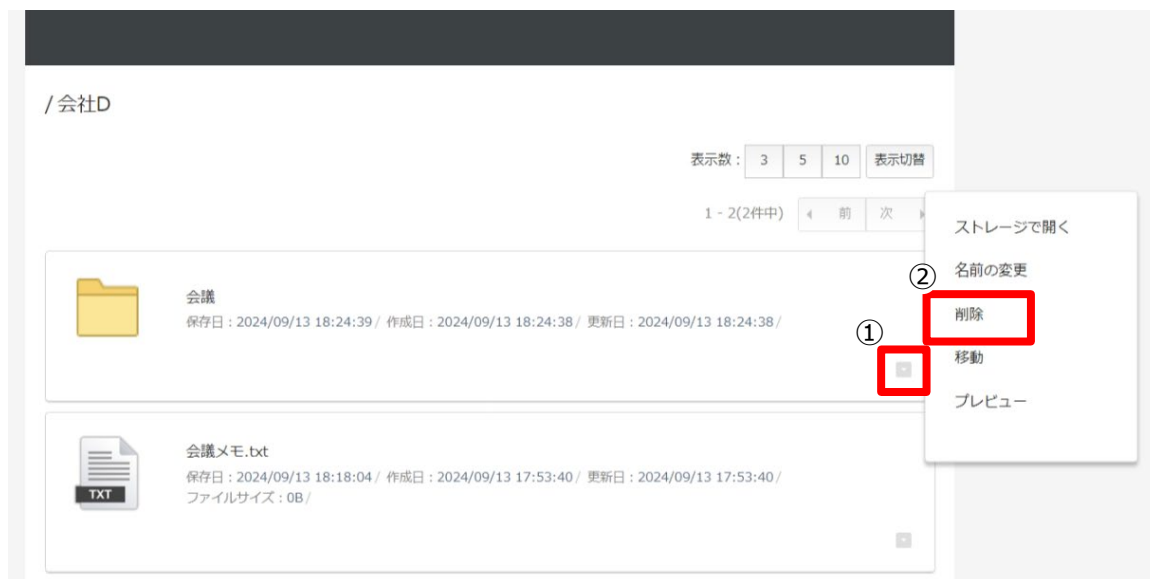 / 会社D
表示数： 3 5 10 表示切替
1 - 2(2件中) 前 次
ストレージで開く
② 名前の変更
削除
移動
プレビュー
会議
保存日：2024/09/13 18:24:39 / 作成日：2024/09/13 18:24:38 / 更新日：2024/09/13 18:24:38 /
①
会議メモ.txt
保存日：2024/09/13 18:18:04 / 作成日：2024/09/13 17:53:40 / 更新日：2024/09/13 17:53:40 /
ファイルサイズ：0B /
TXT